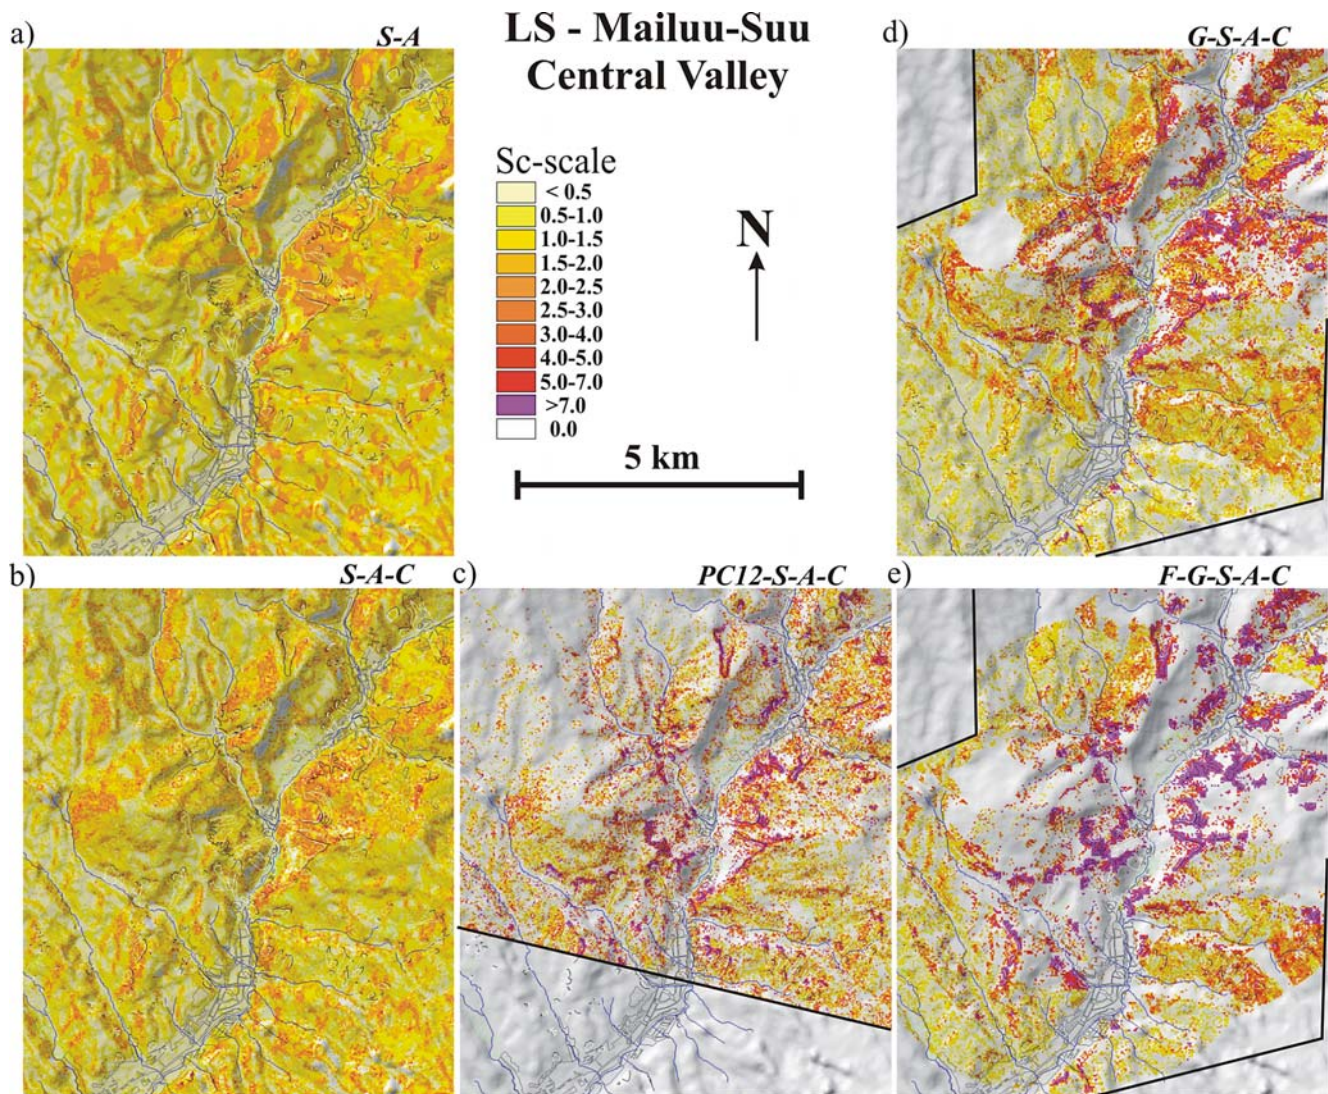 a)
S-A
LS - Mailuu-Suu
Central Valley
d)
G-S-A-C
Sc-scale
< 0.5
0.5-1.0
1.0-1.5
1.5-2.0
2.0-2.5
2.5-3.0
3.0-4.0
4.0-5.0
5.0-7.0
>7.0
0.0
N
5 km
b)
S-A-C
c)
PC12-S-A-C
e)
F-G-S-A-C